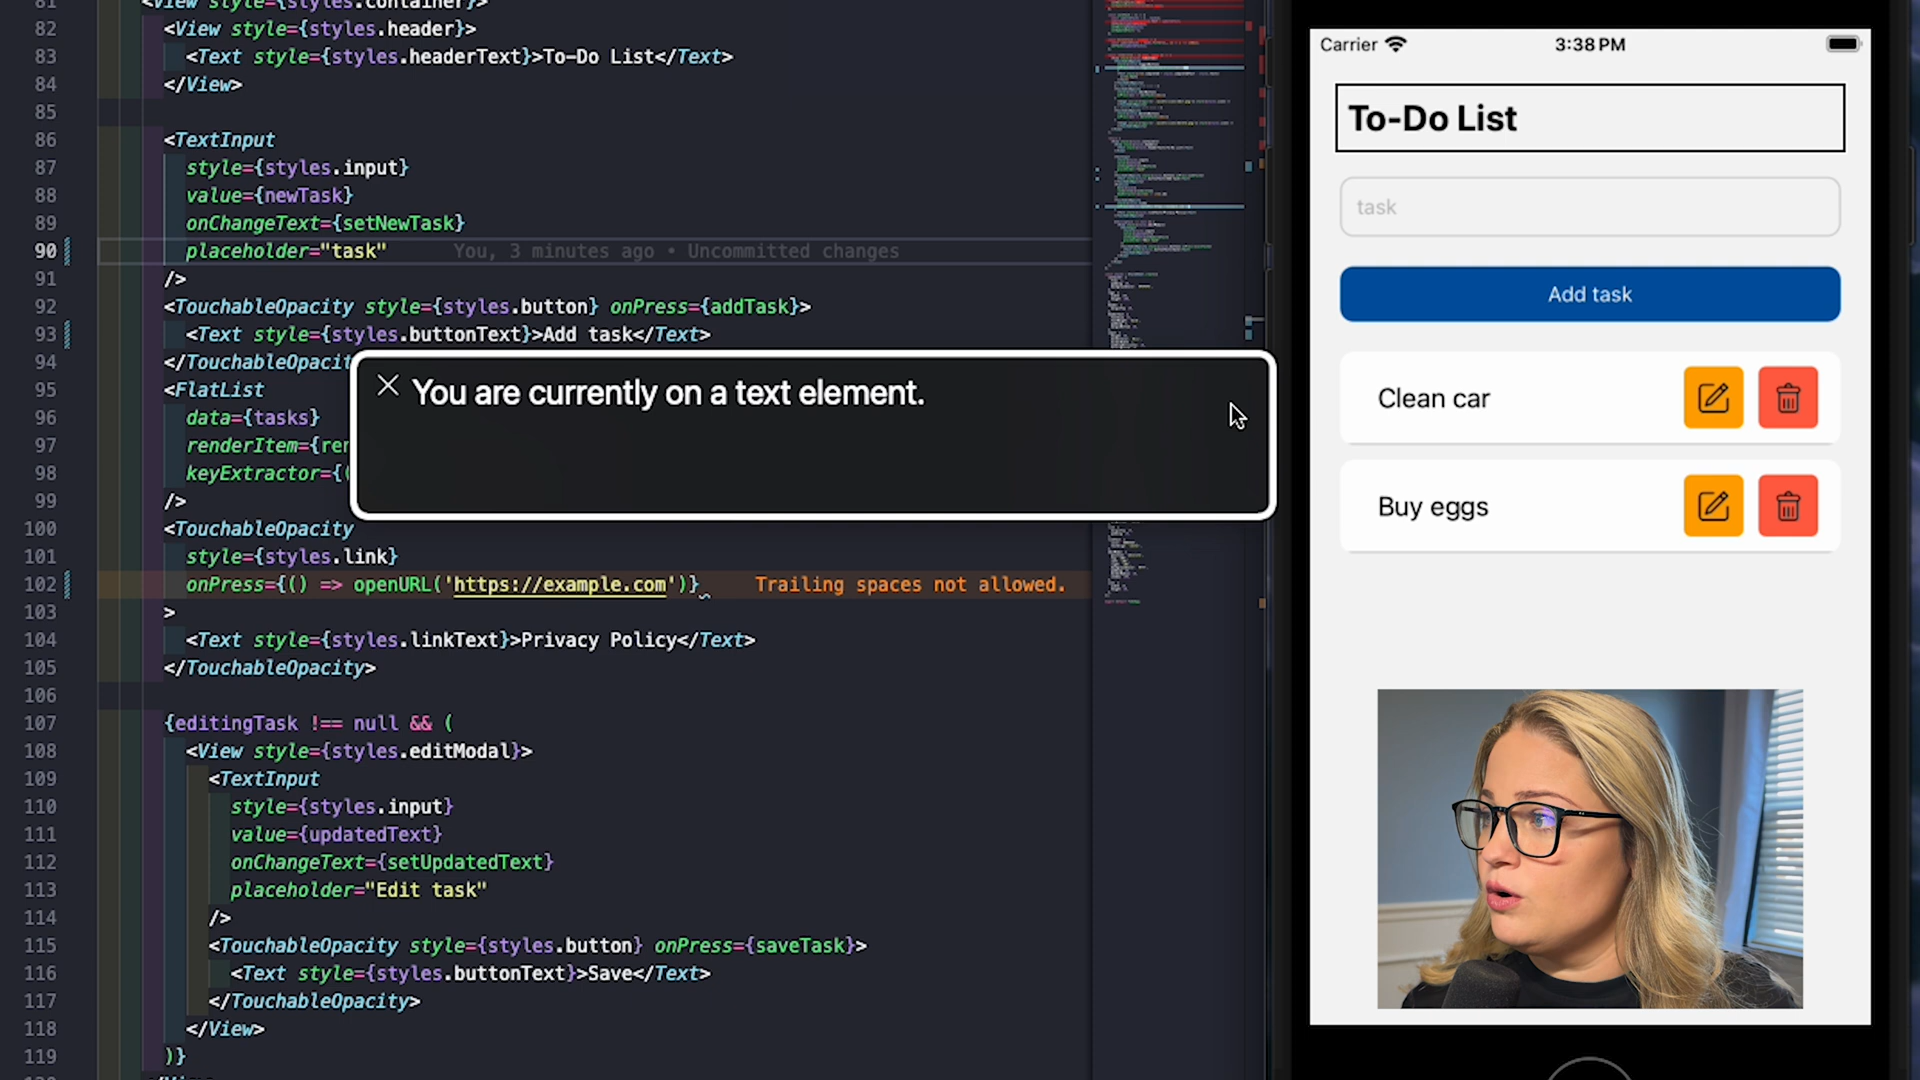 81 <View style={styles.container}>
82 <View style={styles.header}>
83 <Text style={styles.headerText}>To-Do List</Text>
84 </View>
85
86 <TextInput
87 style={styles.input}
88 value={newTask}
89 onChangeText={setNewTask}
90 placeholder="task" You, 3 minutes ago • Uncommitted changes
91 />
92 <TouchableOpacity style={styles.button} onPress={addTask}>
93 <Text style={styles.buttonText}>Add task</Text>
94 </TouchableOpacit
95 <FlatList
96 data={tasks}
97 renderItem={rer
98 keyExtractor={(
99 />
100 <TouchableOpacity
101 style={styles.link}
102 onPress={() => openURL('https://example.com')} Trailing spaces not allowed.
103 >
104 <Text style={styles.linkText}>Privacy Policy</Text>
105 </TouchableOpacity>
106
107 {editingTask !== null && (
108 <View style={styles.editModal}>
109 <TextInput
110 style={styles.input}
111 value={updatedText}
112 onChangeText={setUpdatedText}
113 placeholder="Edit task"
114 />
115 <TouchableOpacity style={styles.button} onPress={saveTask}>
116 <Text style={styles.buttonText}>Save</Text>
117 </TouchableOpacity>
118 </View>
119 )}
You are currently on a text element.
Carrier 3:38 PM
To-Do List
task
Add task
Clean car
Buy eggs